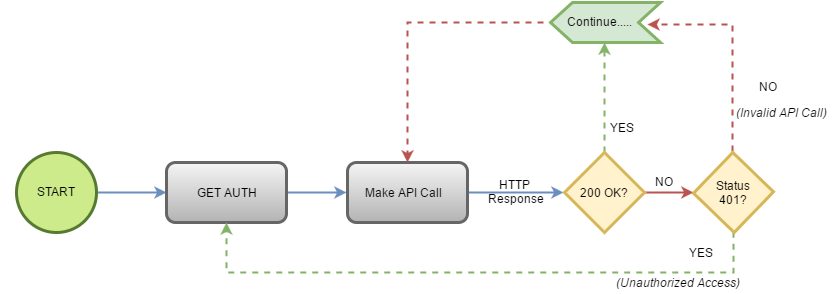 Continue.....
NO
(Invalid API Call)
YES
START
GET AUTH
Make API Call
HTTP
Response
200 OK?
NO
Status
401?
YES
(Unauthorized Access)